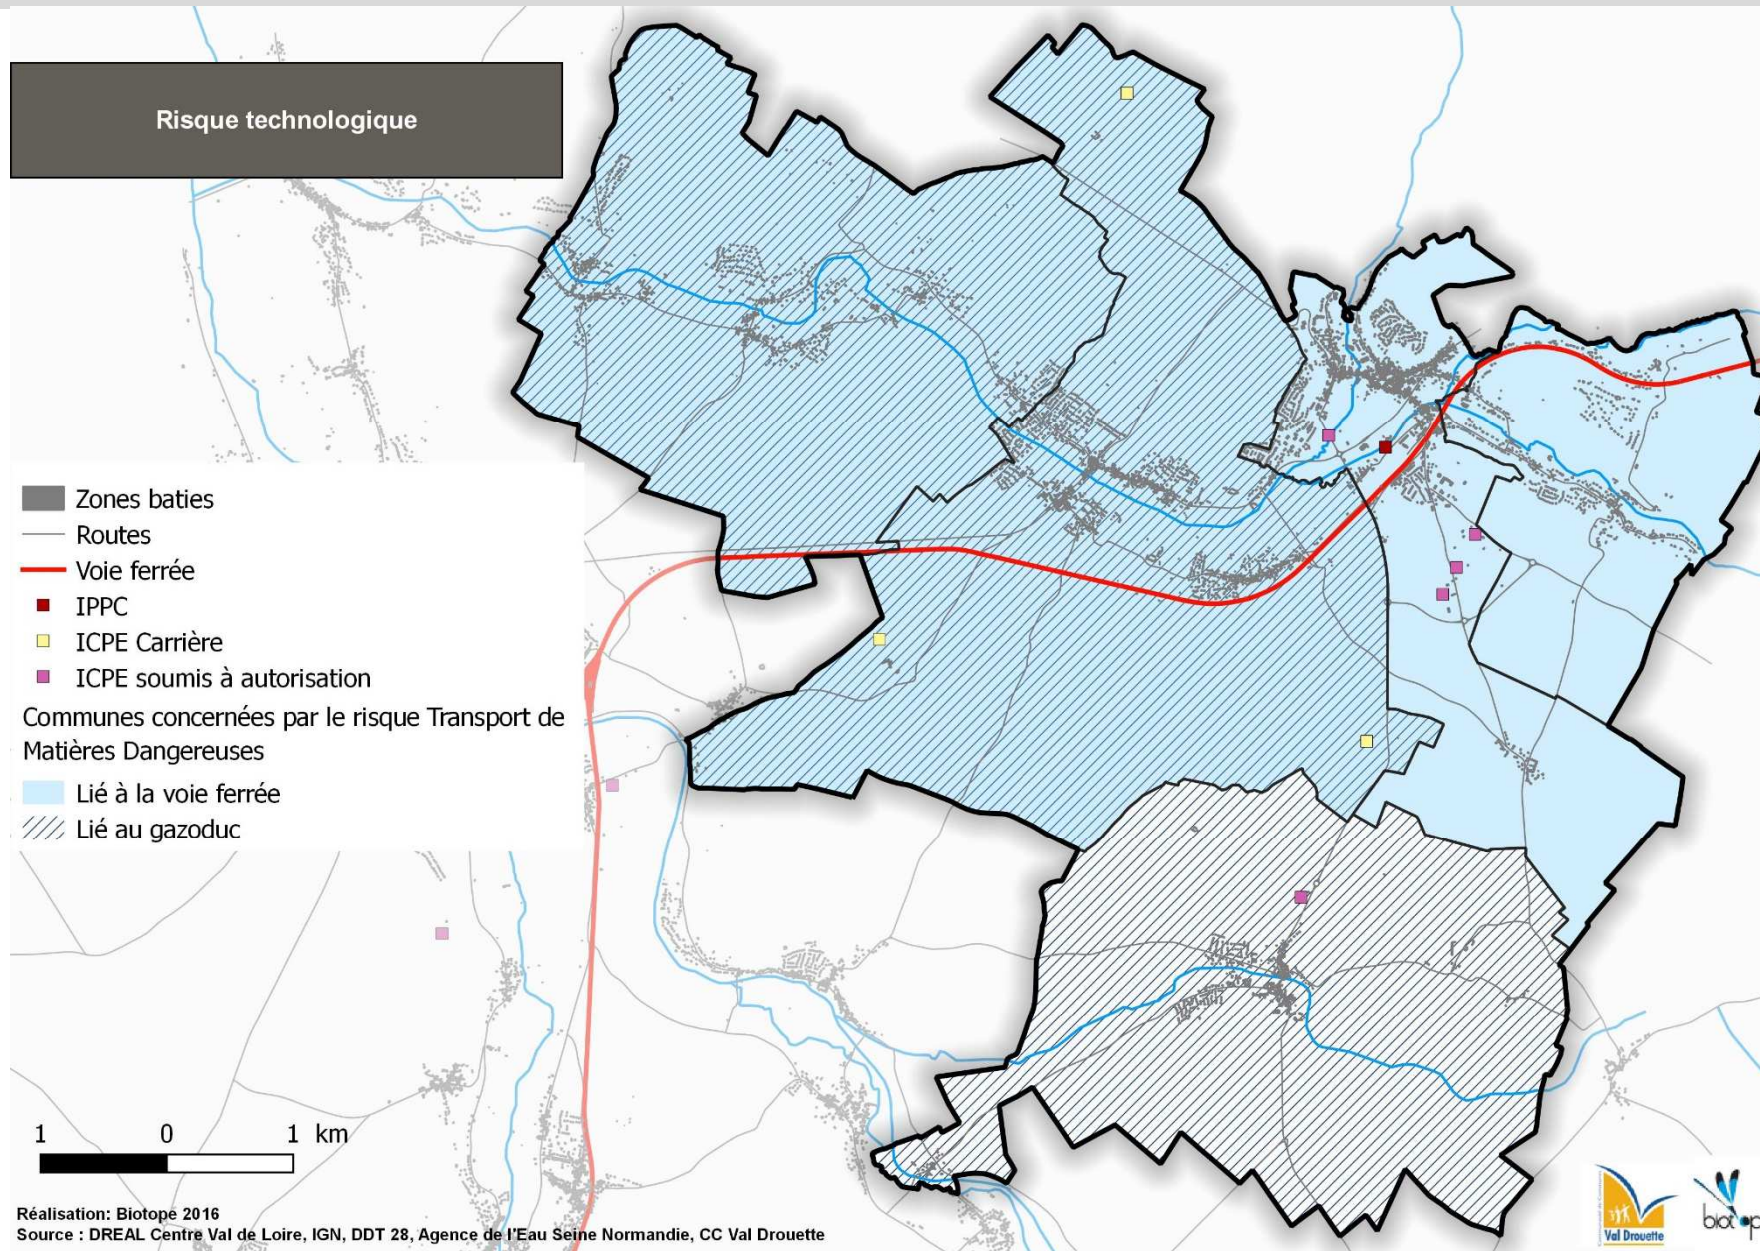 Risque technologique
Zones baties
Routes
Voie ferrée
IPPC
ICPE Carrière
ICPE soumis à autorisation
Communes concernées par le risque Transport de
Matières Dangereuses
Lié à la voie ferrée
Lié au gazoduc
1 0 1 km
Réalisation: Biotope 2016
Source : DREAL Centre Val de Loire, IGN, DDT 28, Agence de l'Eau Seine Normandie, CC Val Drouette
Val Drouette